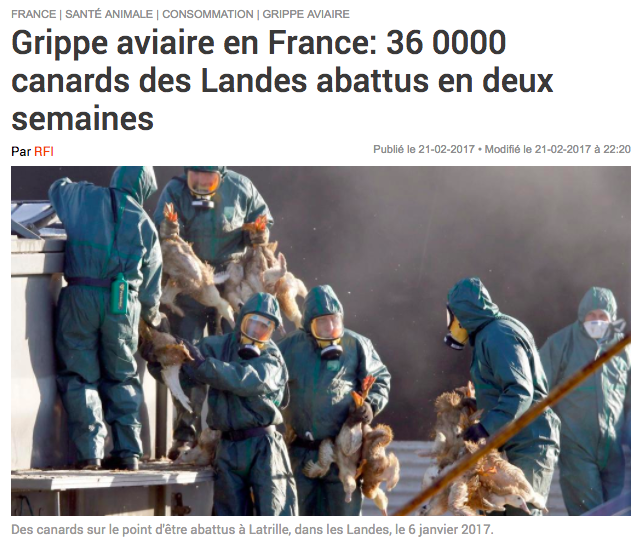 FRANCE | SANTÉ ANIMALE | CONSOMMATION | GRIPPE AVIAIRE
Grippe aviaire en France: 36 0000
canards des Landes abattus en deux
semaines
Par RFI
Publié le 21-02-2017 • Modifié le 21-02-2017 à 22:20
Des canards sur le point d'être abattus à Latrille, dans les Landes, le 6 janvier 2017.